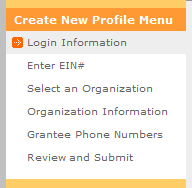 Create New Profile Menu
Login Information
Enter EIN#
Select an Organization
Organization Information
Grantee Phone Numbers
Review and Submit